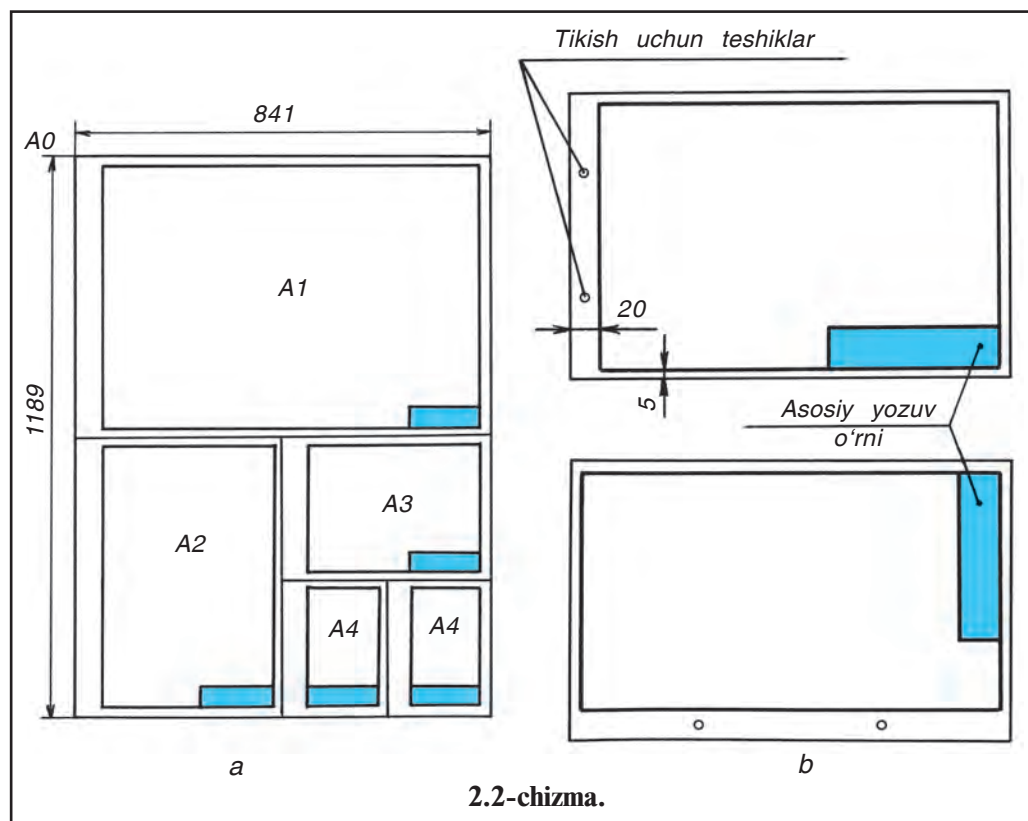 Tikish uchun teshiklar
841
A0
1189
A1
A2
A3
A4
A4
a
20
5
Asosiy yozuv
o‘rni
b
2.2-chizma.